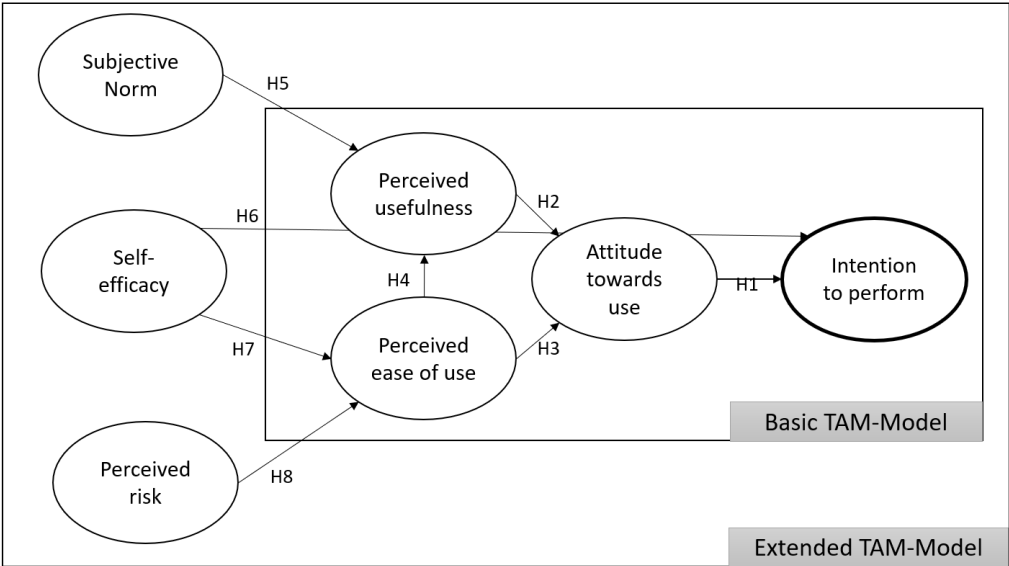 Subjective
Norm
H5
Perceived
usefulness
H2
H6
Self-
efficacy
Attitude
towards
use
Intention
to perform
H1
H4
H7
Perceived
ease of use
H3
Basic TAM-Model
Perceived
risk
H8
Extended TAM-Model